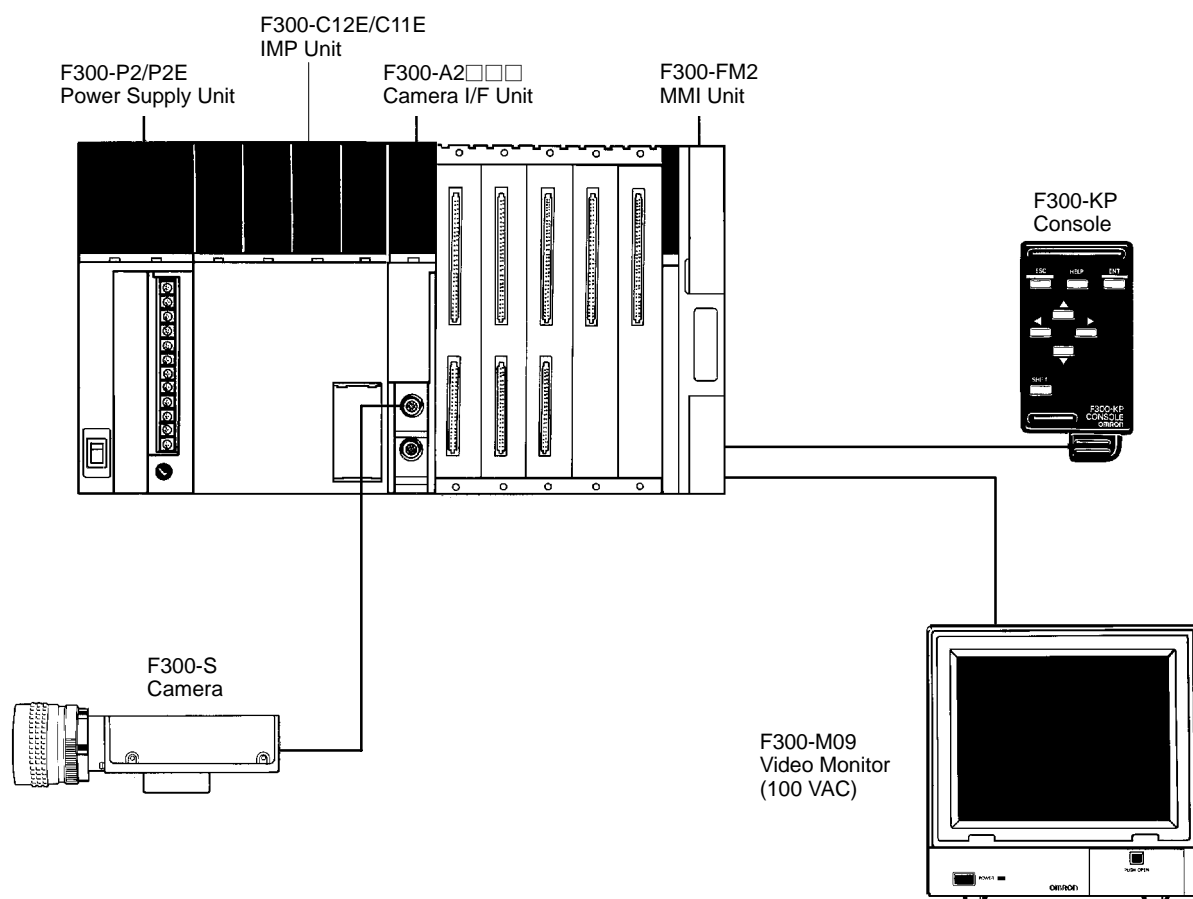 F300-C12E/C11E
IMP Unit
F300-P2/P2E
Power Supply Unit
F300-A2□□□
Camera I/F Unit
F300-FM2
MMI Unit
F300-KP
Console
ESC HELP ENT
SHIFT
F300-KP
CONSOLE
OMRON
F300-S
Camera
F300-M09
Video Monitor
(100 VAC)
POWER
OMRON
PUSH OPEN